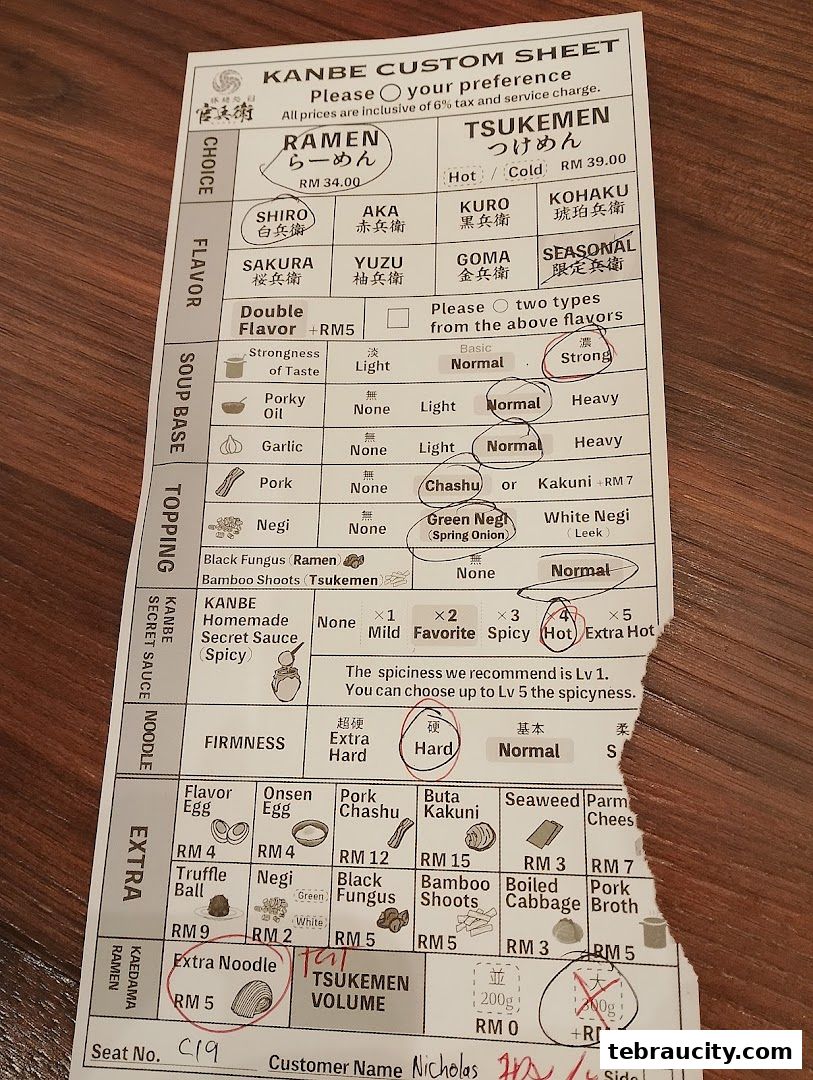 KANBE CUSTOM SHEET
Please ◯ your preference
All prices are inclusive of 6% tax and service charge.
官兵衛
CHOICE
RAMEN
らーめん
RM 34.00
TSUKEMEN
つけめん
Hot / Cold RM 39.00
FLAVOR
SHIRO
白兵衛
AKA
赤兵衛
KURO
黒兵衛
KOHAKU
琥珀兵衛
SAKURA
桜兵衛
YUZU
柚兵衛
GOMA
金兵衛
SEASONAL
限定兵衛
Double
Flavor +RM5
Please ◯ two types
from the above flavors
SOUP BASE
Strongness
of Taste
淡
Light
Basic
Normal
濃
Strong
Porky
Oil
無
None
Light
Normal
Heavy
Garlic
無
None
Light
Normal
Heavy
TOPPING
Pork
無
None
Chashu or Kakuni +RM 7
Negi
無
None
Green Negi
(Spring Onion)
White Negi
(Leek)
Black Fungus (Ramen)
Bamboo Shoots (Tsukemen)
無
None
Normal
KANBE
SECRET SAUCE
KANBE
Homemade
Secret Sauce
(Spicy)
None
×1
Mild
×2
Favorite
×3
Spicy
×4
Hot
×5
Extra Hot
The spiciness we recommend is Lv 1.
You can choose up to Lv 5 the spicyness.
NOODLE
FIRMNESS
超硬
Extra
Hard
硬
Hard
基本
Normal
柔
S
EXTRA
Flavor
Egg
RM 4
Onsen
Egg
RM 4
Pork
Chashu
RM 12
Buta
Kakuni
RM 15
Seaweed
RM 3
Parm
Chees
RM 7
Truffle
Ball
RM 9
Negi
Green
White
RM 2
Black
Fungus
RM 5
Bamboo
Shoots
RM 5
Boiled
Cabbage
RM 3
Pork
Broth
RM 5
KAEDAMA
RAMEN
Extra Noodle
RM 5
TSUKEMEN
VOLUME
並
200g
RM 0
大
300g
+RM
Seat No. C19
Customer Name Nicholas
Side
tebraucity.com